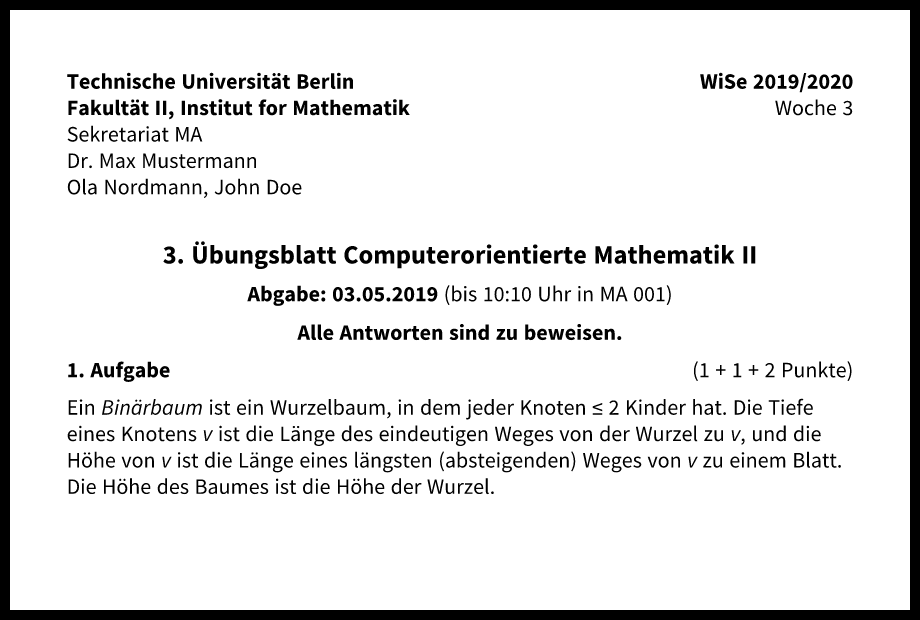 Technische Universität Berlin WiSe 2019/2020
Fakultät II, Institut for Mathematik Woche 3
Sekretariat MA
Dr. Max Mustermann
Ola Nordmann, John Doe
3. Übungsblatt Computerorientierte Mathematik II
Abgabe: 03.05.2019 (bis 10:10 Uhr in MA 001)
Alle Antworten sind zu beweisen.
1. Aufgabe (1 + 1 + 2 Punkte)
Ein Binärbaum ist ein Wurzelbaum, in dem jeder Knoten ≤ 2 Kinder hat. Die Tiefe
eines Knotens v ist die Länge des eindeutigen Weges von der Wurzel zu v, und die
Höhe von v ist die Länge eines längsten (absteigenden) Weges von v zu einem Blatt.
Die Höhe des Baumes ist die Höhe der Wurzel.